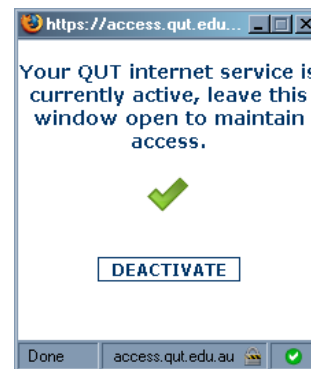 https://access.qut.edu...
Your QUT internet service is
currently active, leave this
window open to maintain
access.
DEACTIVATE
Done access.qut.edu.au